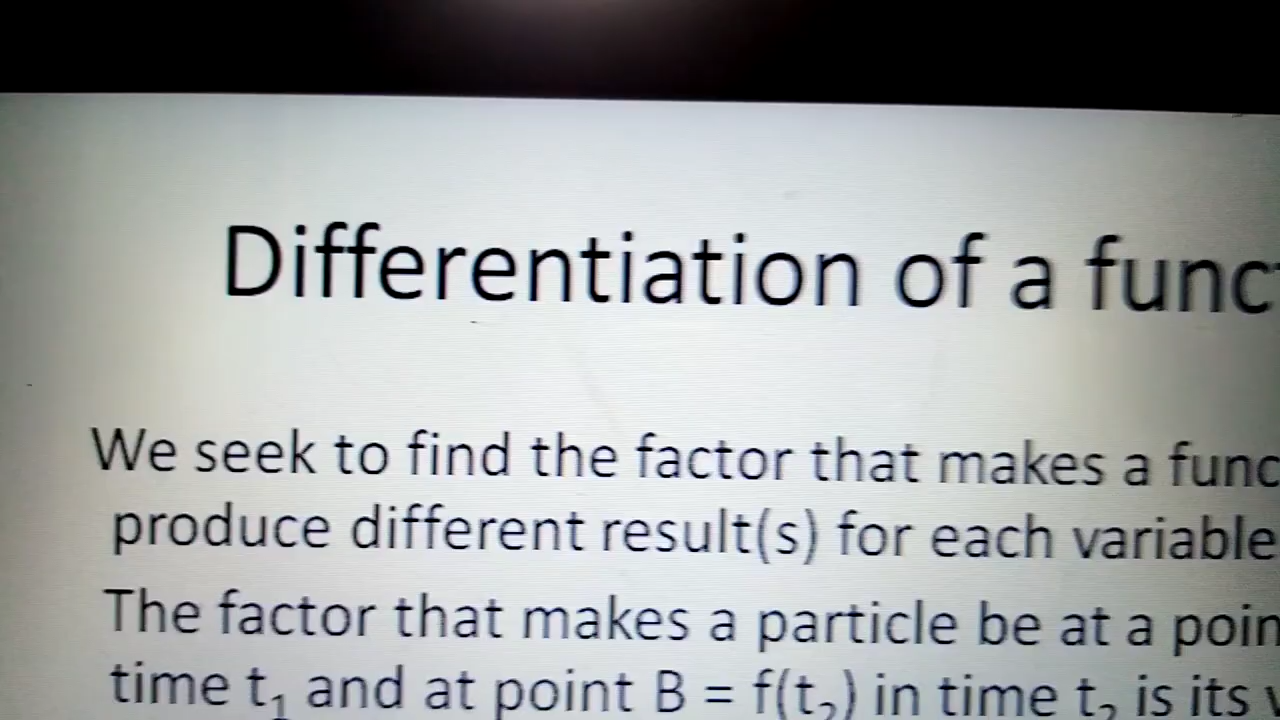 Differentiation of a func
We seek to find the factor that makes a func
produce different result(s) for each variable
The factor that makes a particle be at a poin
time t₁ and at point B = f(t₂) in time t₂ is its